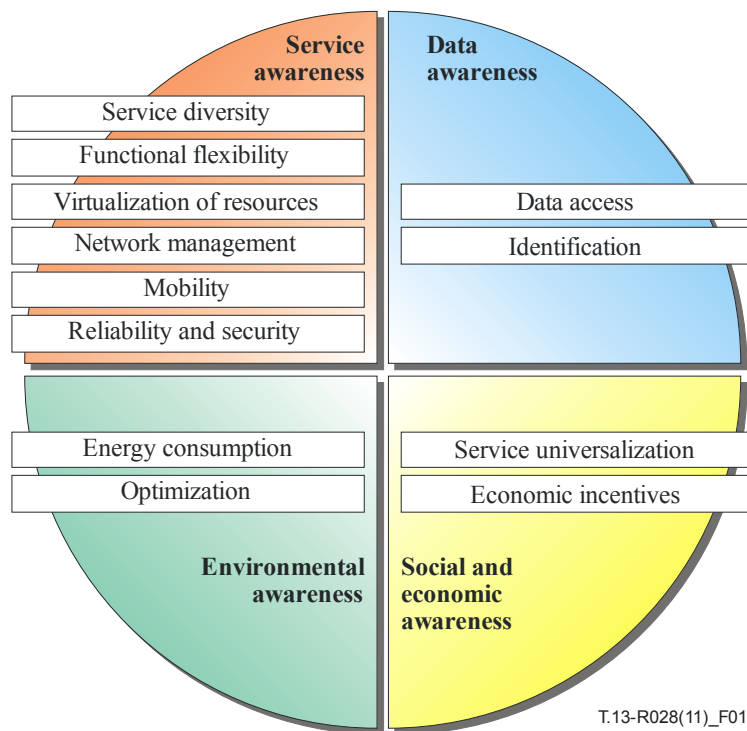 Service
awareness
Service diversity
Functional flexibility
Virtualization of resources
Network management
Mobility
Reliability and security
Data
awareness
Data access
Identification
Energy consumption
Optimization
Environmental
awareness
Service universalization
Economic incentives
Social and
economic
awareness
T.13-R028(11)_F01